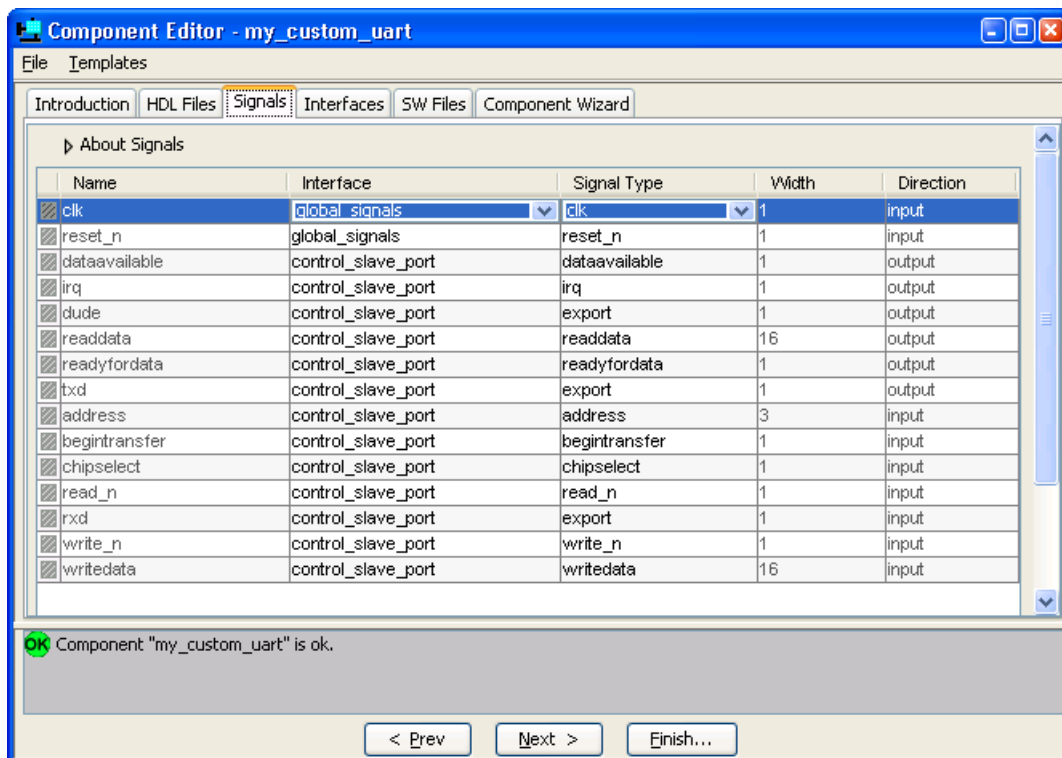 Component Editor - my_custom_uart
File Templates
Introduction HDL Files Signals Interfaces SW Files Component Wizard
About Signals
Name Interface Signal Type Width Direction
clk global_signals clk 1 input
reset_n global_signals reset_n 1 input
dataavailable control_slave_port dataavailable 1 output
irq control_slave_port irq 1 output
dude control_slave_port export 1 output
readdata control_slave_port readdata 16 output
readyfordata control_slave_port readyfordata 1 output
txd control_slave_port export 1 output
address control_slave_port address 3 input
begintransfer control_slave_port begintransfer 1 input
chipselect control_slave_port chipselect 1 input
read_n control_slave_port read_n 1 input
rxd control_slave_port export 1 input
write_n control_slave_port write_n 1 input
writedata control_slave_port writedata 16 input
OK Component "my_custom_uart" is ok.
< Prev Next > Finish...